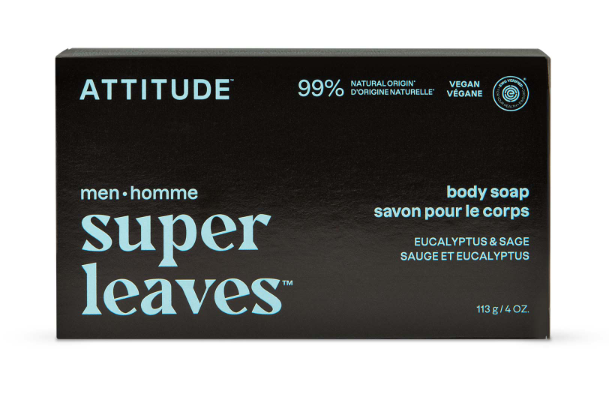 ATTITUDE™
99% NATURAL ORIGIN*
D'ORIGINE NATURELLE*
VEGAN
VÉGANE
men • homme
super
leaves™
body soap
savon pour le corps
EUCALYPTUS & SAGE
SAUGE ET EUCALYPTUS
113 g / 4 OZ.